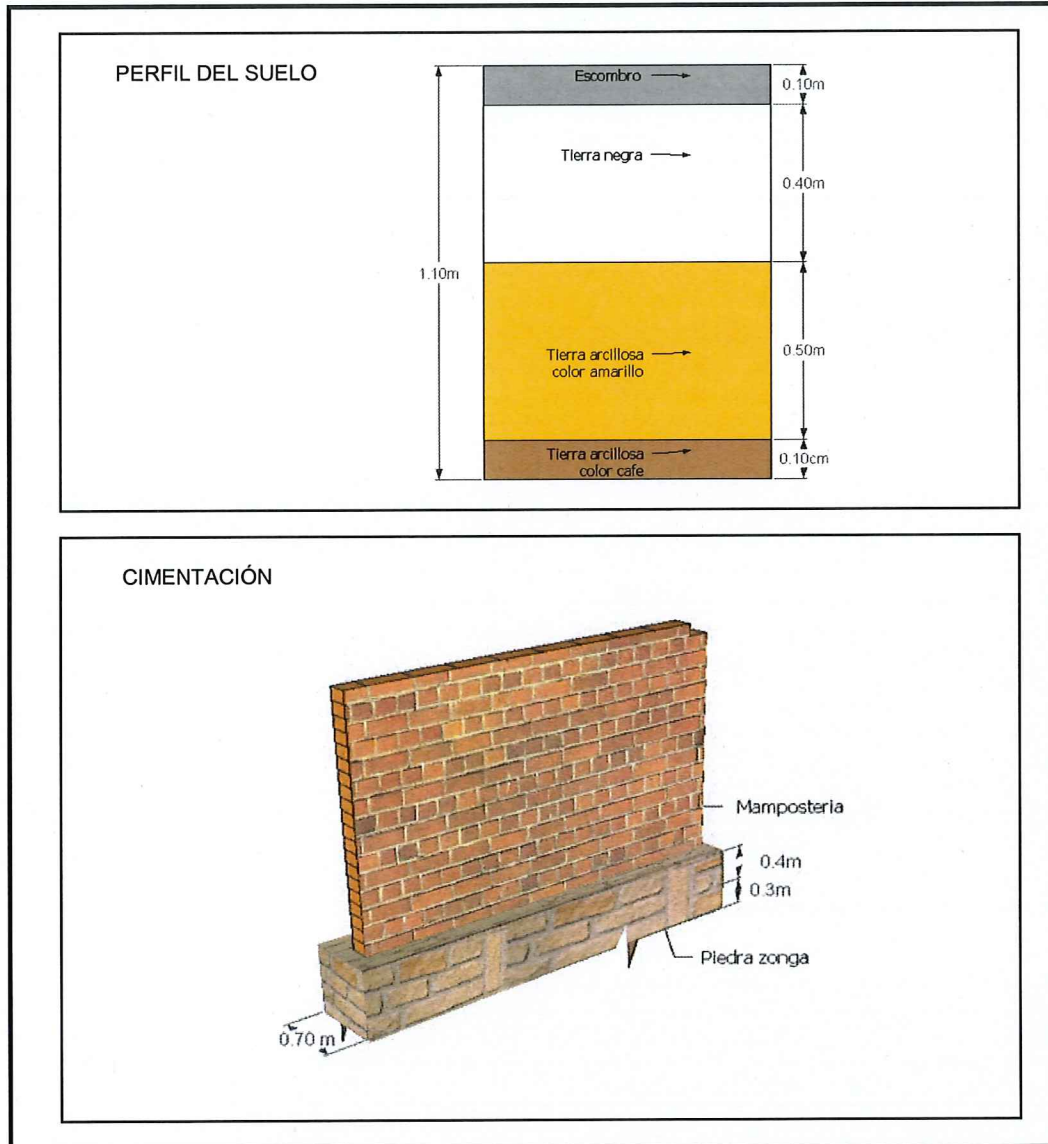 PERFIL DEL SUELO
Escombro
0.10m
Tierra negra
0.40m
1.10m
Tierra arcillosa
color amarillo
0.50m
Tierra arcillosa
color cafe
0.10cm
CIMENTACIÓN
Mamposteria
0.4m
0.3m
Piedra zonga
0.70 m